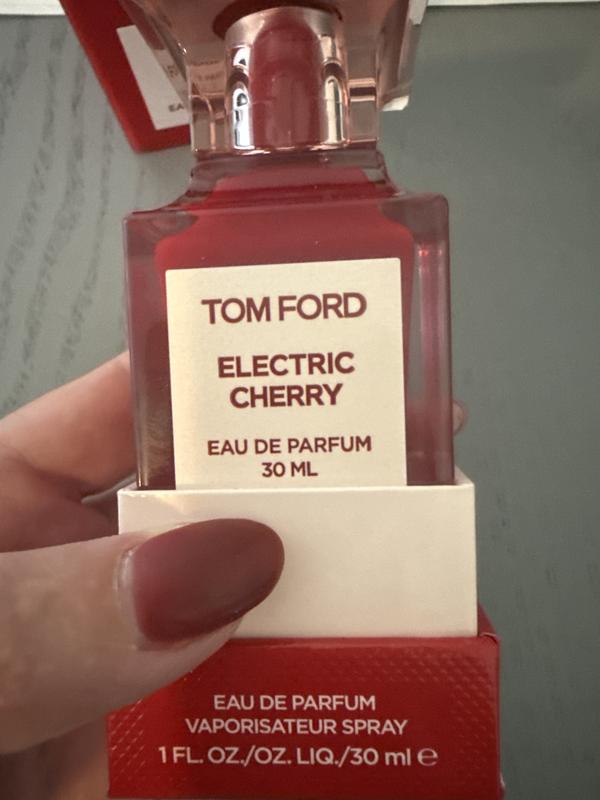 TOM FORD
ELECTRIC
CHERRY
EAU DE PARFUM
30 ML
EAU DE PARFUM
VAPORISATEUR SPRAY
1 FL. OZ./OZ. LIQ./30 ml ℮